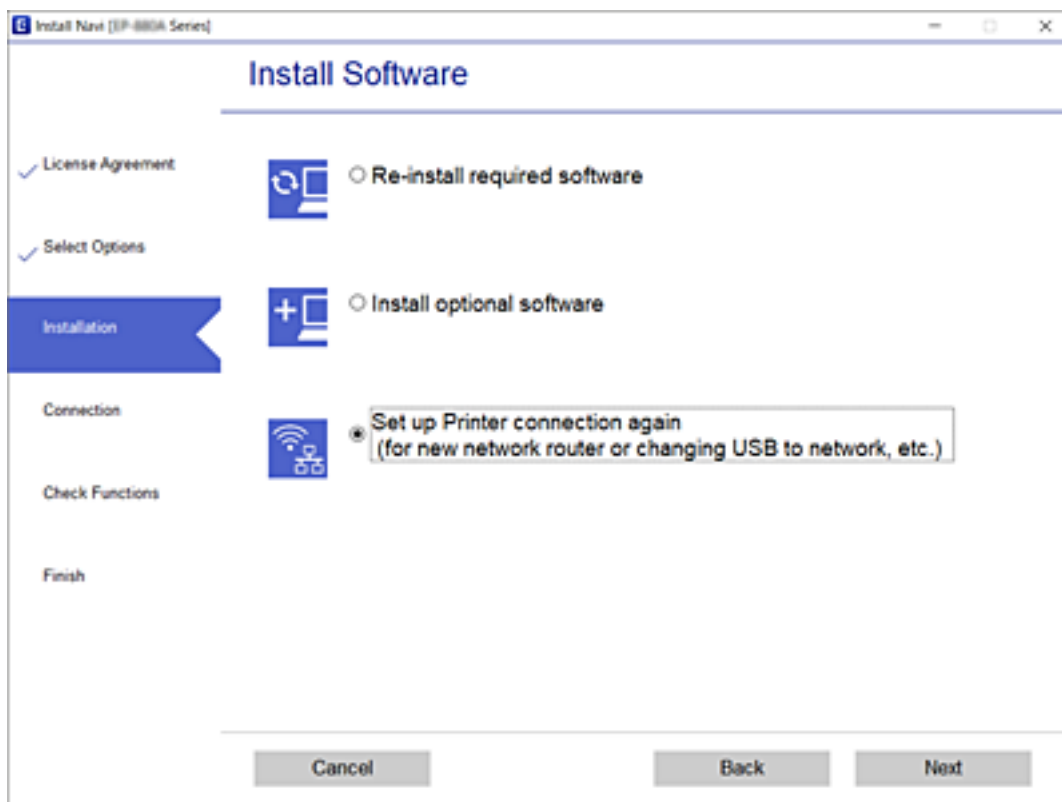 Install Navi [EP-880A Series]
Install Software
License Agreement
Select Options
Installation
Connection
Check Functions
Finish
Re-install required software
Install optional software
Set up Printer connection again
(for new network router or changing USB to network, etc.)
Cancel
Back
Next